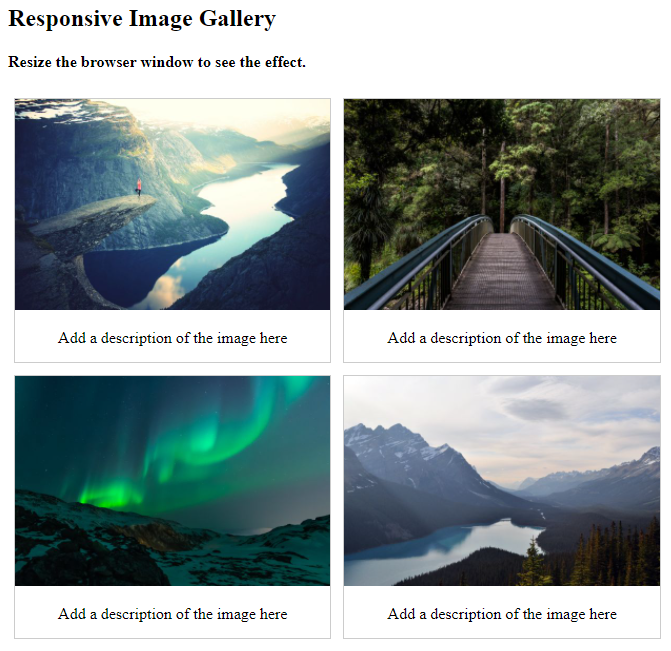 Responsive Image Gallery
Resize the browser window to see the effect.
Add a description of the image here
Add a description of the image here
Add a description of the image here
Add a description of the image here